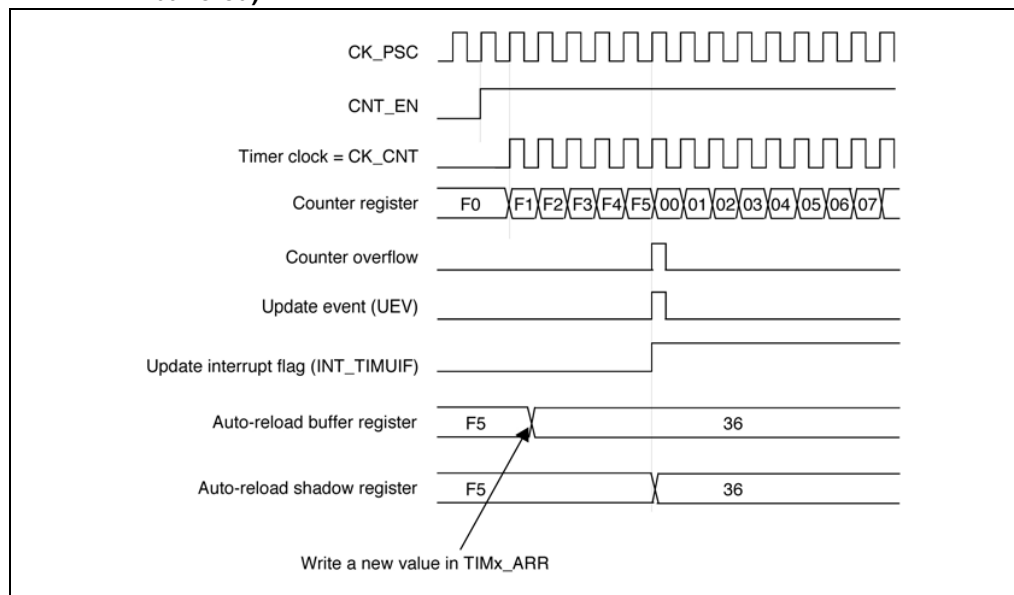 CK_PSC
CNT_EN
Timer clock = CK_CNT
Counter register F0 F1 F2 F3 F4 F5 00 01 02 03 04 05 06 07
Counter overflow
Update event (UEV)
Update interrupt flag (INT_TIMUIF)
Auto-reload buffer register F5 36
Auto-reload shadow register F5 36
Write a new value in TIMx_ARR